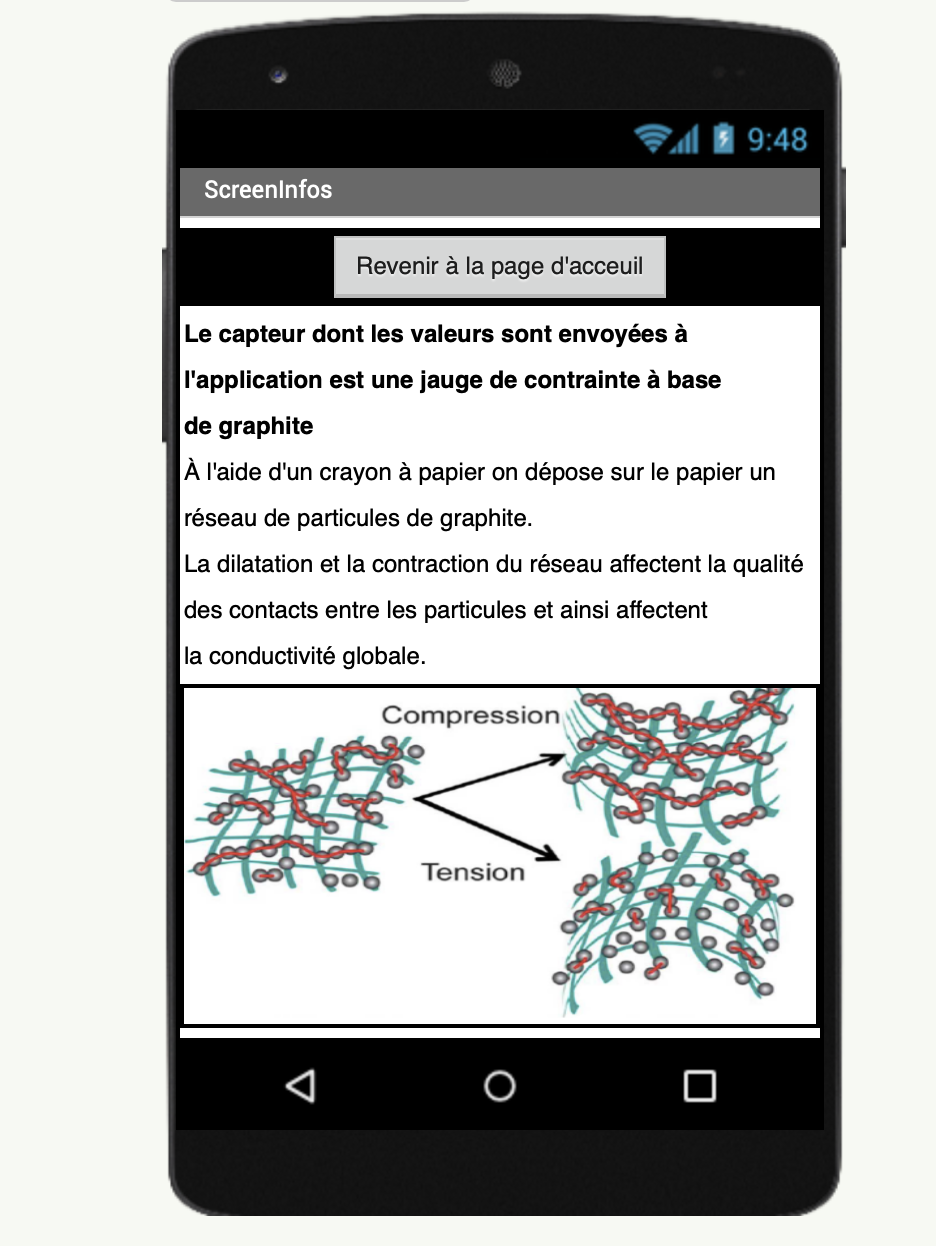 9:48
ScreenInfos
Revenir à la page d'acceuil
Le capteur dont les valeurs sont envoyées à
l'application est une jauge de contrainte à base
de graphite
À l'aide d'un crayon à papier on dépose sur le papier un
réseau de particules de graphite.
La dilatation et la contraction du réseau affectent la qualité
des contacts entre les particules et ainsi affectent
la conductivité globale.
Compression
Tension